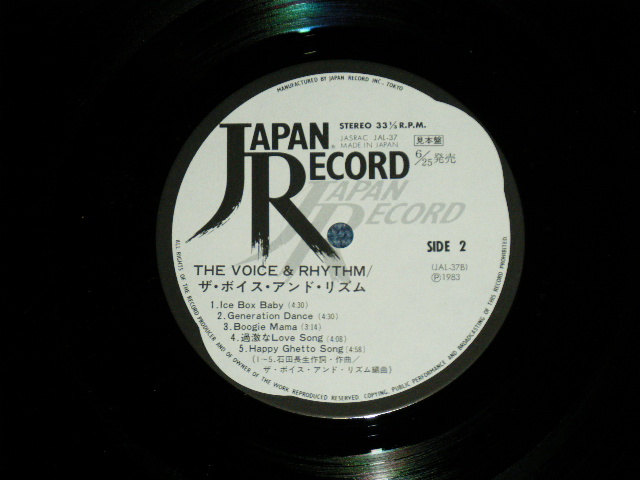 MANUFACTURED BY JAPAN RECORD INC., TOKYO
JAPAN
RECORD
STEREO 33 1/3 R.P.M.
JASRAC JAL-37
MADE IN JAPAN
見本盤
6/25発売
JAPAN
RECORD
SIDE 2
(JAL-37B)
Ⓟ1983
THE VOICE & RHYTHM/
ザ・ボイス・アンド・リズム
1.Ice Box Baby (4:30)
2.Generation Dance (4:30)
3.Boogie Mama (3:14)
4.過激なLove Song (4:08)
5.Happy Ghetto Song (4:58)
(1~5.石田長生作詞・作曲/
ザ・ボイス・アンド・リズム編曲)
ALL RIGHTS OF THE RECORD PRODUCER AND OF OWNER OF THE WORK REPRODUCED RESERVED. COPYING, PUBLIC PERFORMANCE AND BROADCASTING OF THIS RECORD PROHIBITED